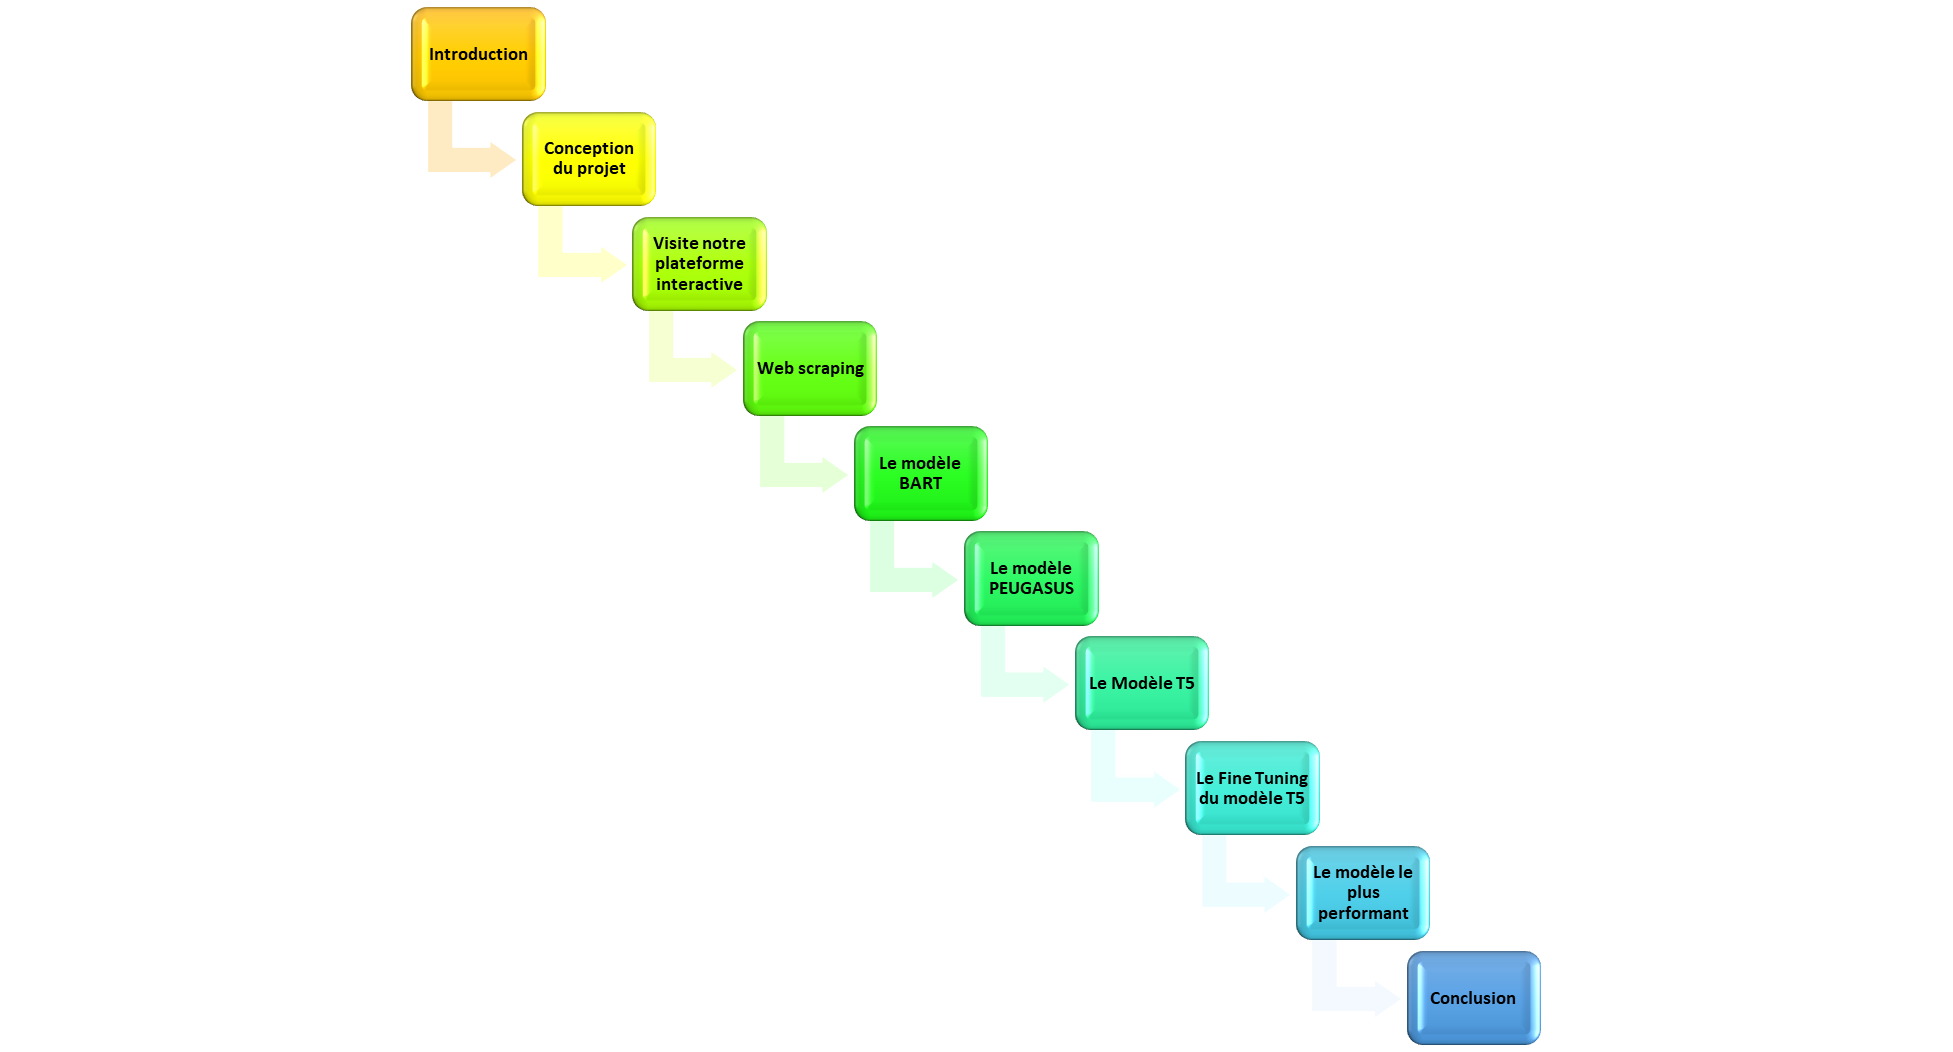 Introduction
Conception
du projet
Visite notre
plateforme
interactive
Web scraping
Le modèle
BART
Le modèle
PEUGASUS
Le Modèle T5
Le Fine Tuning
du modèle T5
Le modèle le
plus
performant
Conclusion